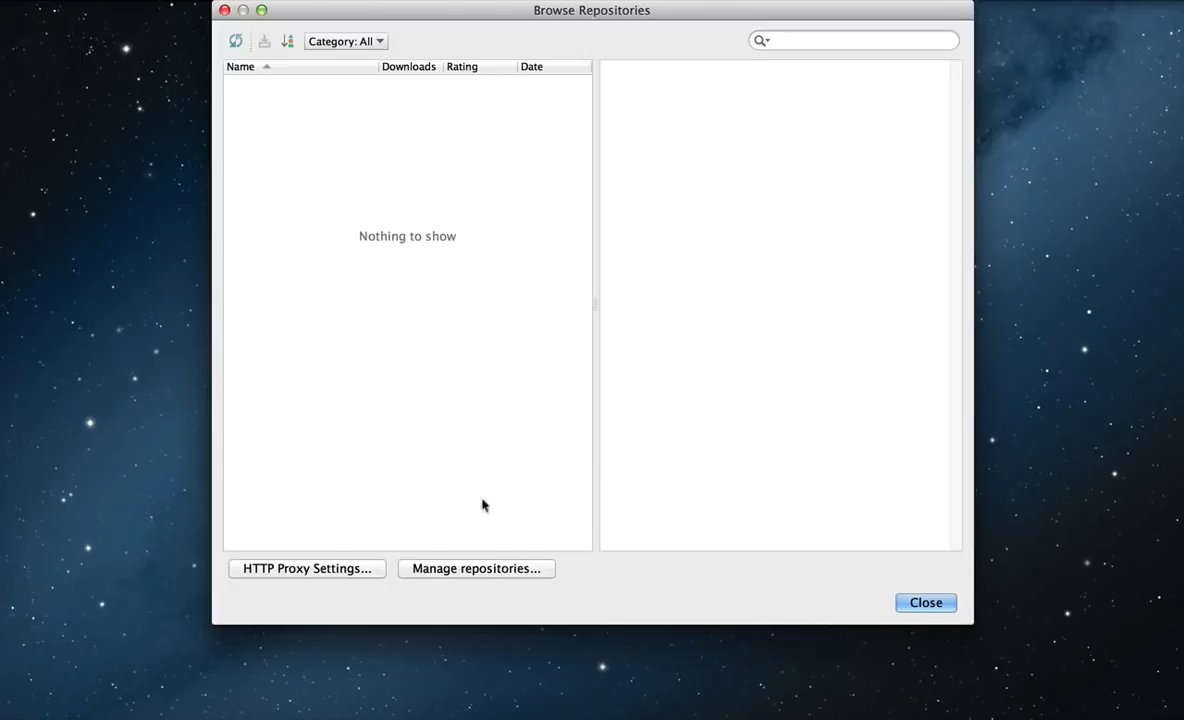 Browse Repositories
Category: All
Name Downloads Rating Date
Nothing to show
HTTP Proxy Settings... Manage repositories...
Close